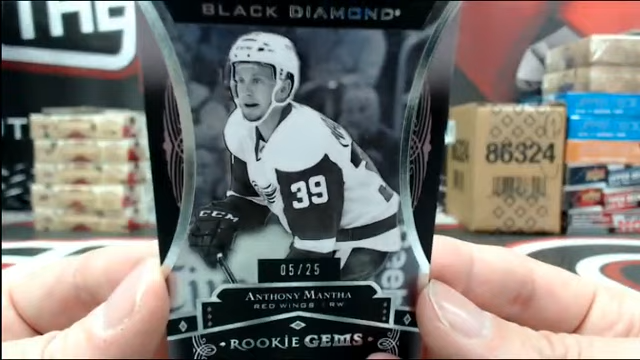 BLACK DIAMOND
39
CCM
05/25
ANTHONY MANTHA
RED WINGS RW
ROOKIE GEMS
86324